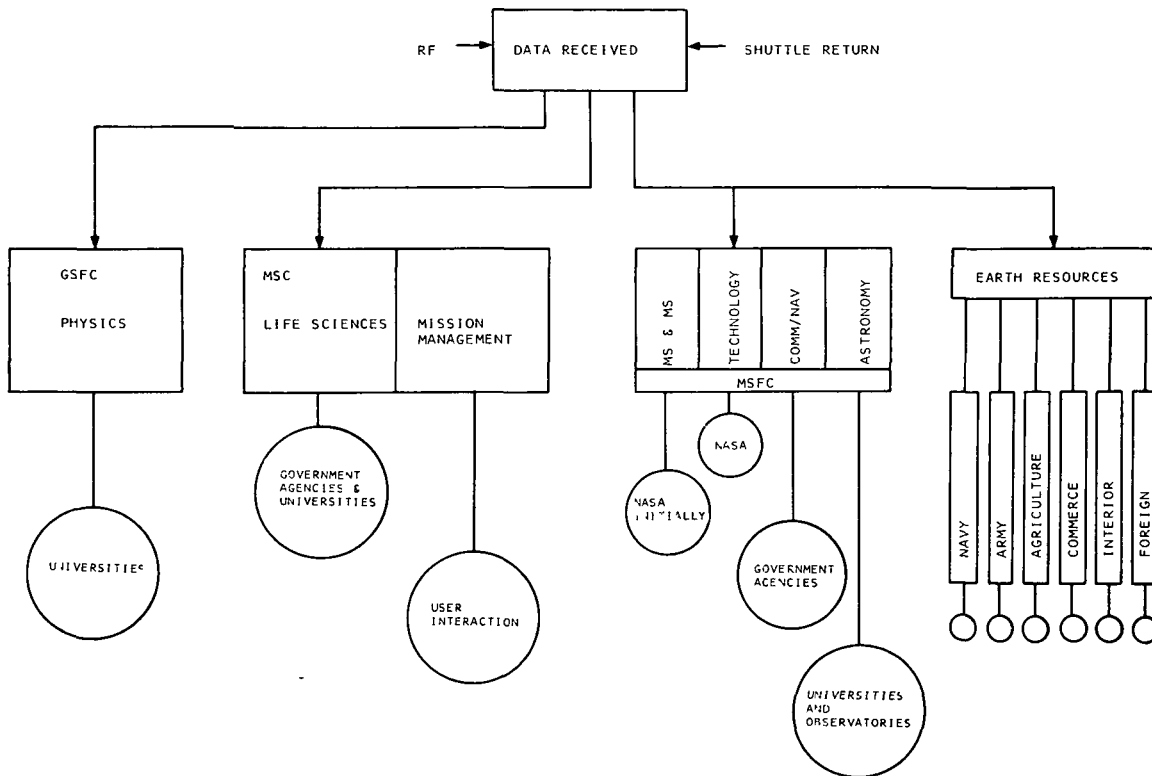 RF
DATA RECEIVED
SHUTTLE RETURN
GSFC
PHYSICS
MSC
LIFE SCIENCES
MISSION
MANAGEMENT
MS & MS
TECHNOLOGY
COMM/NAV
ASTRONOMY
MSFC
EARTH RESOURCES
UNIVERSITIES
GOVERNMENT
AGENCIES &
UNIVERSITIES
USER
INTERACTION
NASA
INITIALLY
NASA
GOVERNMENT
AGENCIES
UNIVERSITIES
AND
OBSERVATORIES
NAVY
ARMY
AGRICULTURE
COMMERCE
INTERIOR
FOREIGN